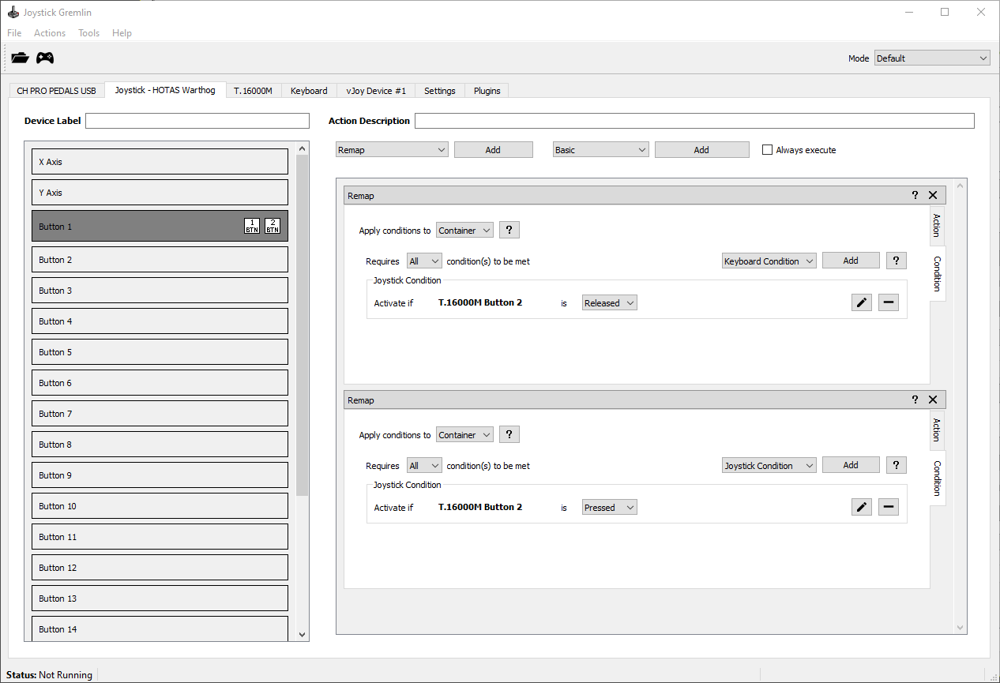 Joystick Gremlin
File Actions Tools Help
Mode Default
CH PRO PEDALS USB Joystick - HOTAS Warthog T.16000M Keyboard vJoy Device #1 Settings Plugins
Device Label Action Description
Remap Add Basic Add Always execute
X Axis
Y Axis
Button 1 1 BTN 2 BTN
Button 2
Button 3
Button 4
Button 5
Button 6
Button 7
Button 8
Button 9
Button 10
Button 11
Button 12
Button 13
Button 14
Remap ?
Action
Condition
Apply conditions to Container ?
Requires All condition(s) to be met Keyboard Condition Add ?
Joystick Condition
Activate if T.16000M Button 2 is Released
Remap ?
Action
Condition
Apply conditions to Container ?
Requires All condition(s) to be met Joystick Condition Add ?
Joystick Condition
Activate if T.16000M Button 2 is Pressed
Status: Not Running